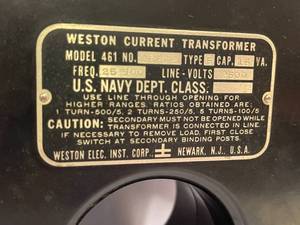 WESTON CURRENT TRANSFORMER
MODEL 461 NO. TYPE CAP. 15 VA.
FREQ. 25 LINE-VOLTS
U.S. NAVY DEPT. CLASS.
USE LINE THROUGH OPENING FOR
HIGHER RANGES. RATIOS OBTAINED ARE:
1 TURN-500/5, 2 TURNS-250/5, 5 TURNS-100/5
CAUTION: SECONDARY MUST NOT BE OPENED WHILE
TRANSFORMER IS CONNECTED IN LINE
IF NECESSARY TO REMOVE LOAD, FIRST CLOSE
SWITCH AT SECONDARY BINDING POSTS.
WESTON ELEC. INST. CORP., NEWARK, N.J., U.S.A.